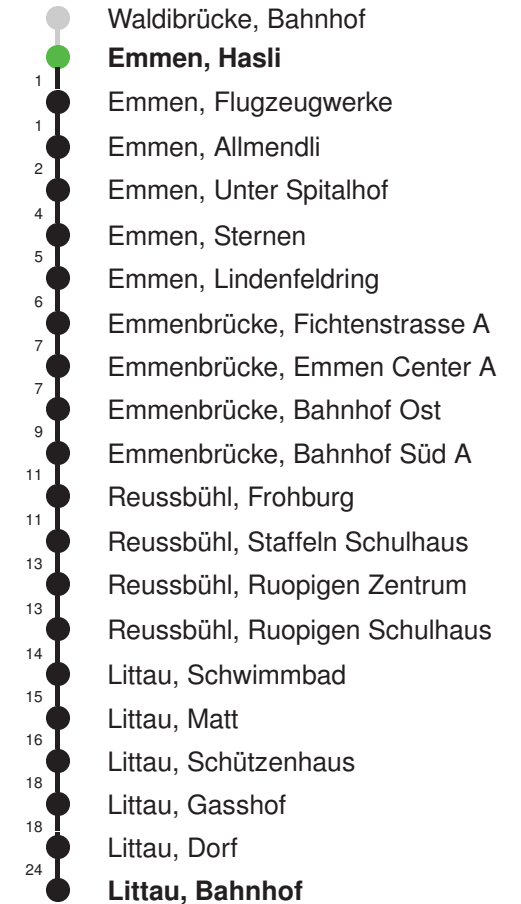 Waldibrücke, Bahnhof
Emmen, Hasli
1
Emmen, Flugzeugwerke
1
Emmen, Allmendli
2
Emmen, Unter Spitalhof
4
Emmen, Sternen
5
Emmen, Lindenfeldring
6
Emmenbrücke, Fichtenstrasse A
7
Emmenbrücke, Emmen Center A
7
Emmenbrücke, Bahnhof Ost
9
Emmenbrücke, Bahnhof Süd A
11
Reussbühl, Frohburg
11
Reussbühl, Staffeln Schulhaus
13
Reussbühl, Ruopigen Zentrum
13
Reussbühl, Ruopigen Schulhaus
14
Littau, Schwimmbad
15
Littau, Matt
16
Littau, Schützenhaus
18
Littau, Gasshof
18
Littau, Dorf
24
Littau, Bahnhof